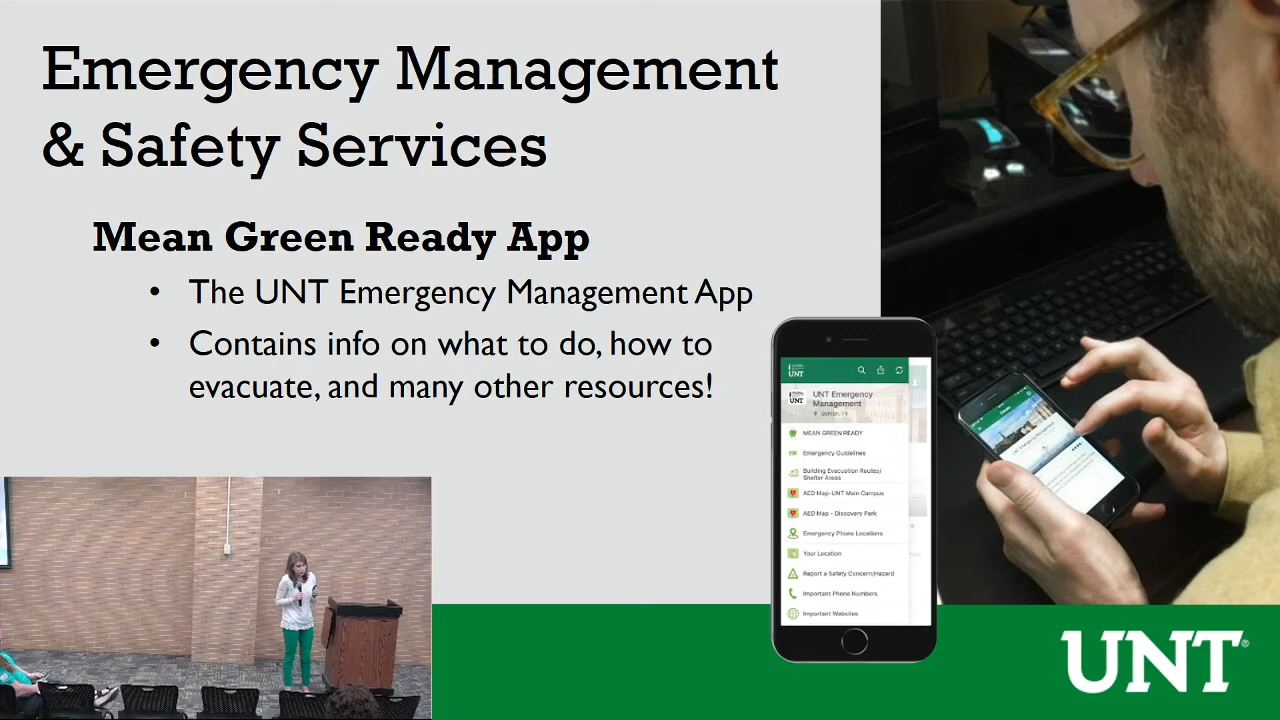 Emergency Management
& Safety Services
Mean Green Ready App
• The UNT Emergency Management App
• Contains info on what to do, how to
evacuate, and many other resources!
UNT
UNT Emergency
Management
Denton, TX
MEAN GREEN READY
Emergency Guidelines
Building Evacuation Routes/
Shelter Areas
AED Map-UNT Main Campus
AED Map - Discovery Park
Emergency Phone Locations
Your Location
Report a Safety Concern/Hazard
Important Phone Numbers
Important Websites
UNT®